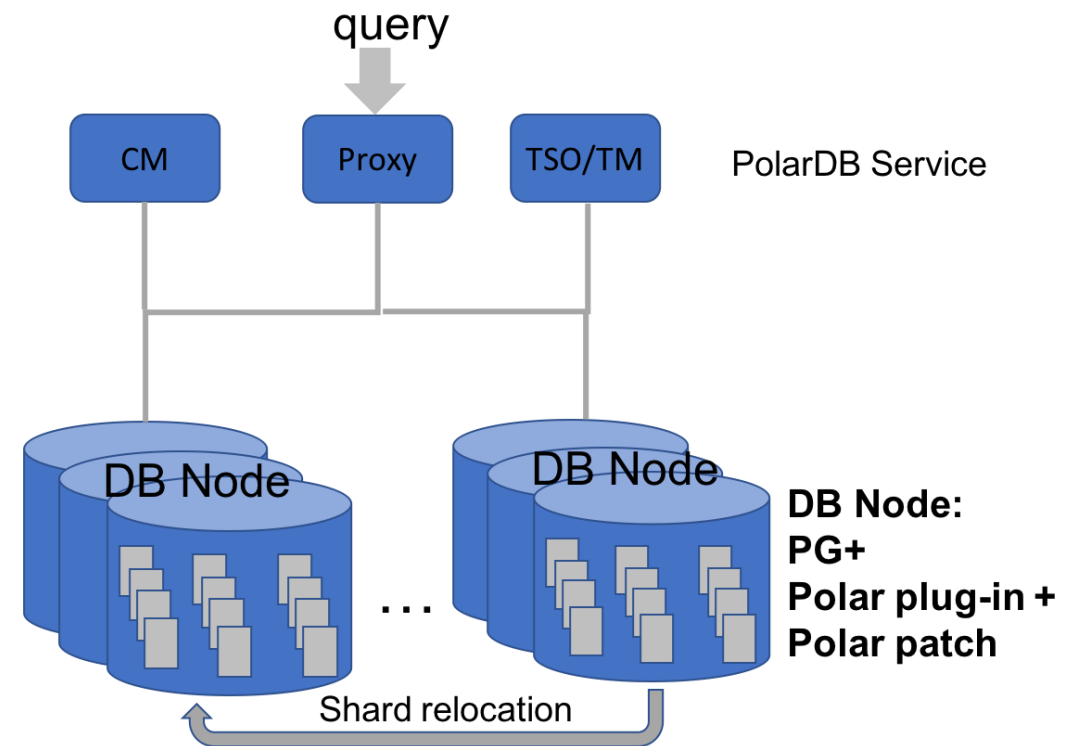 query
CM
Proxy
TSO/TM
PolarDB Service
DB Node
DB Node
...
DB Node:
PG+
Polar plug-in +
Polar patch
Shard relocation